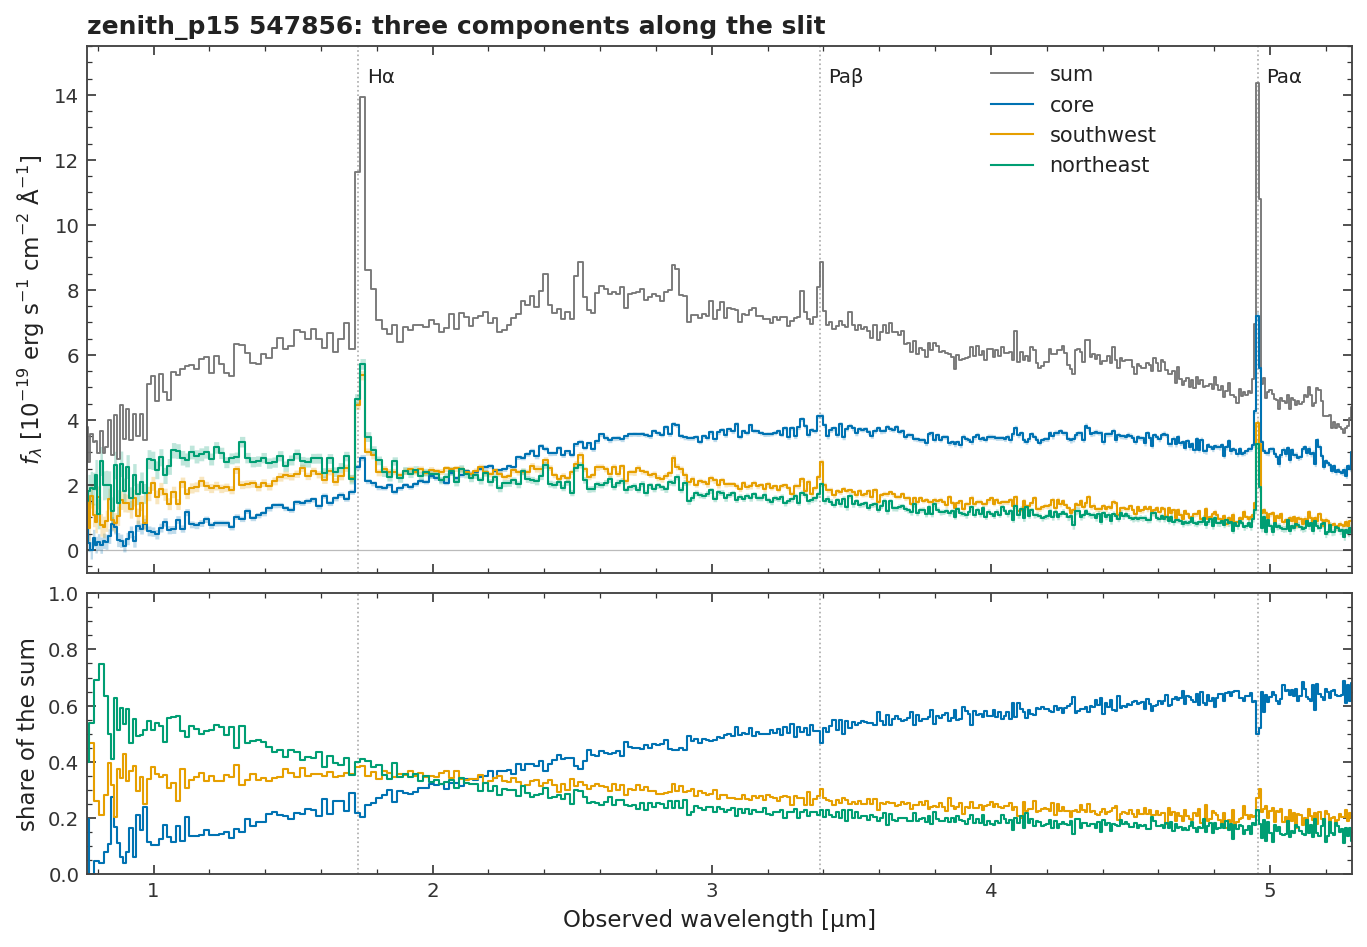 zenith_p15 547856: three components along the slit
Hα
Paβ
Paα
sum
core
southwest
northeast
14
12
10
8
6
4
2
0
f_λ [10⁻¹⁹ erg s⁻¹ cm⁻² Å⁻¹]
1.0
0.8
0.6
0.4
0.2
0.0
share of the sum
1 2 3 4 5
Observed wavelength [µm]